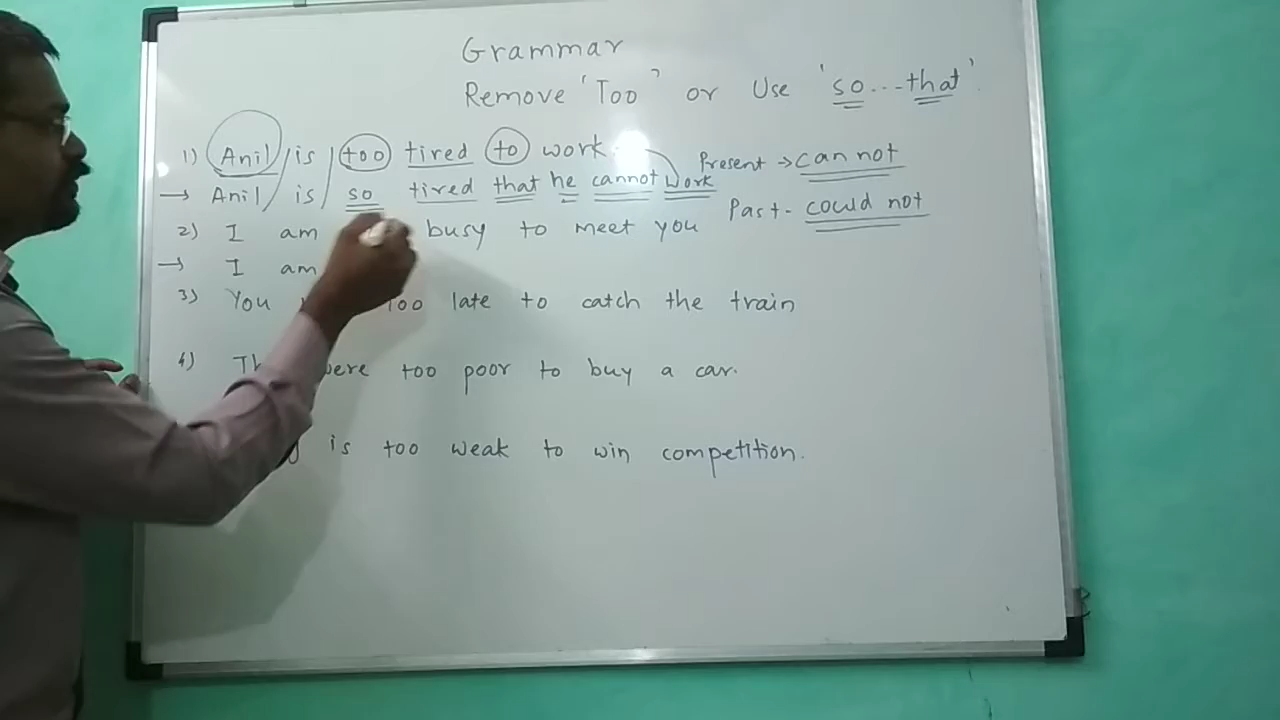 Grammar
Remove 'Too' or Use 'so...that'
1) Anil / is / too tired to work. Present → cannot
→ Anil / is / so tired that he cannot work
Past - could not
2) I am busy to meet you
→ I am
3) You too late to catch the train
4) were too poor to buy a car.
is too weak to win competition.